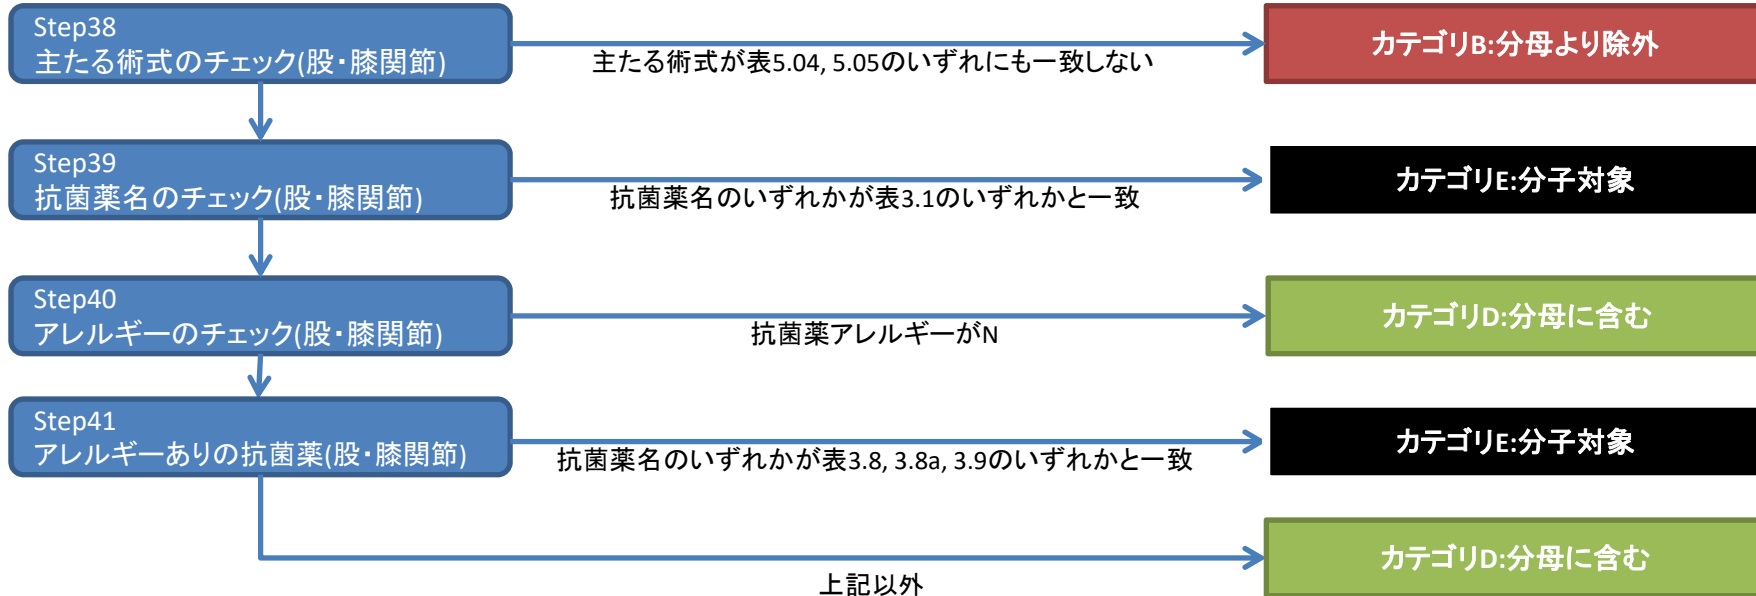 Step38
主たる術式のチェック(股・膝関節)
主たる術式が表5.04, 5.05のいずれにも一致しない
カテゴリB:分母より除外
Step39
抗菌薬名のチェック(股・膝関節)
抗菌薬名のいずれかが表3.1のいずれかと一致
カテゴリE:分子対象
Step40
アレルギーのチェック(股・膝関節)
抗菌薬アレルギーがN
カテゴリD:分母に含む
Step41
アレルギーありの抗菌薬(股・膝関節)
抗菌薬名のいずれかが表3.8, 3.8a, 3.9のいずれかと一致
カテゴリE:分子対象
上記以外
カテゴリD:分母に含む